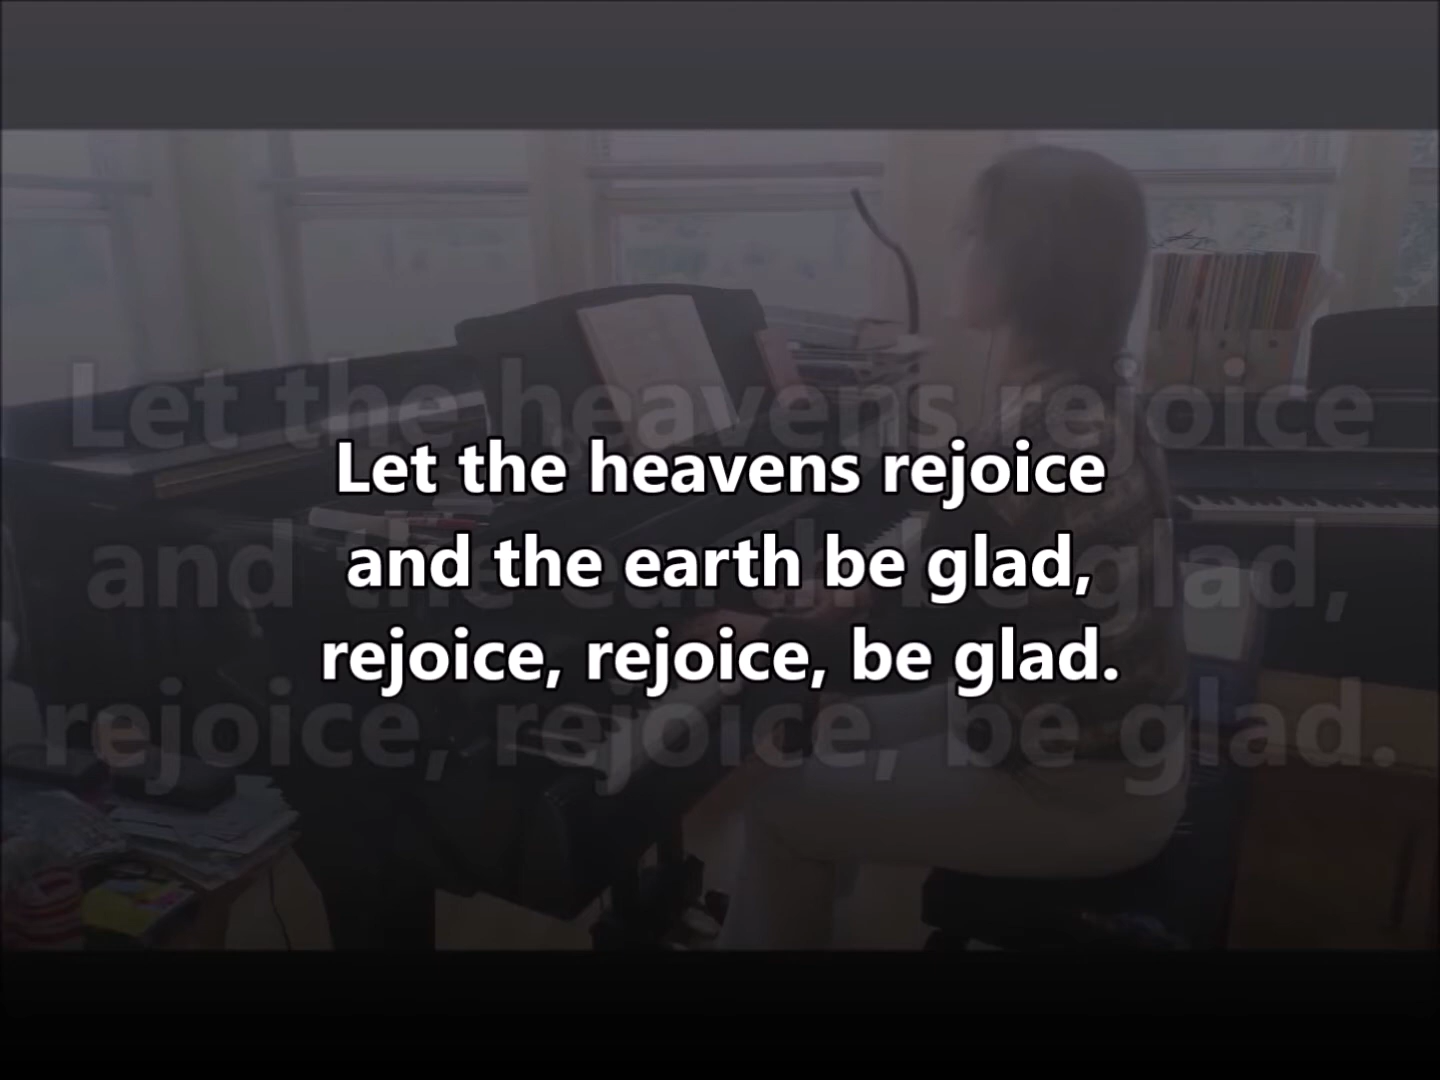 Let the heavens rejoice
and the earth be glad,
rejoice, rejoice, be glad.